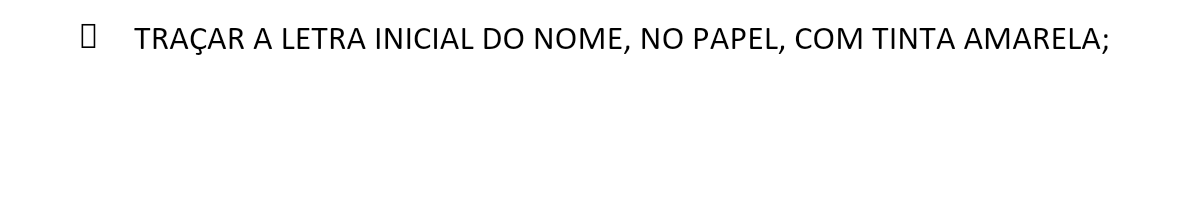 TRAÇAR A LETRA INICIAL DO NOME, NO PAPEL, COM TINTA AMARELA;